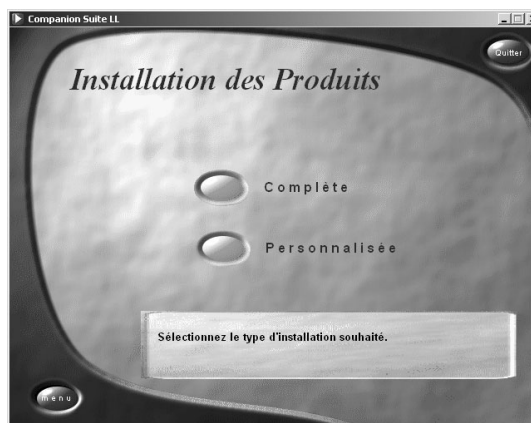 Companion Suite LL
Quitter
Installation des Produits
Complète
Personnalisée
Sélectionnez le type d'installation souhaité.
menu